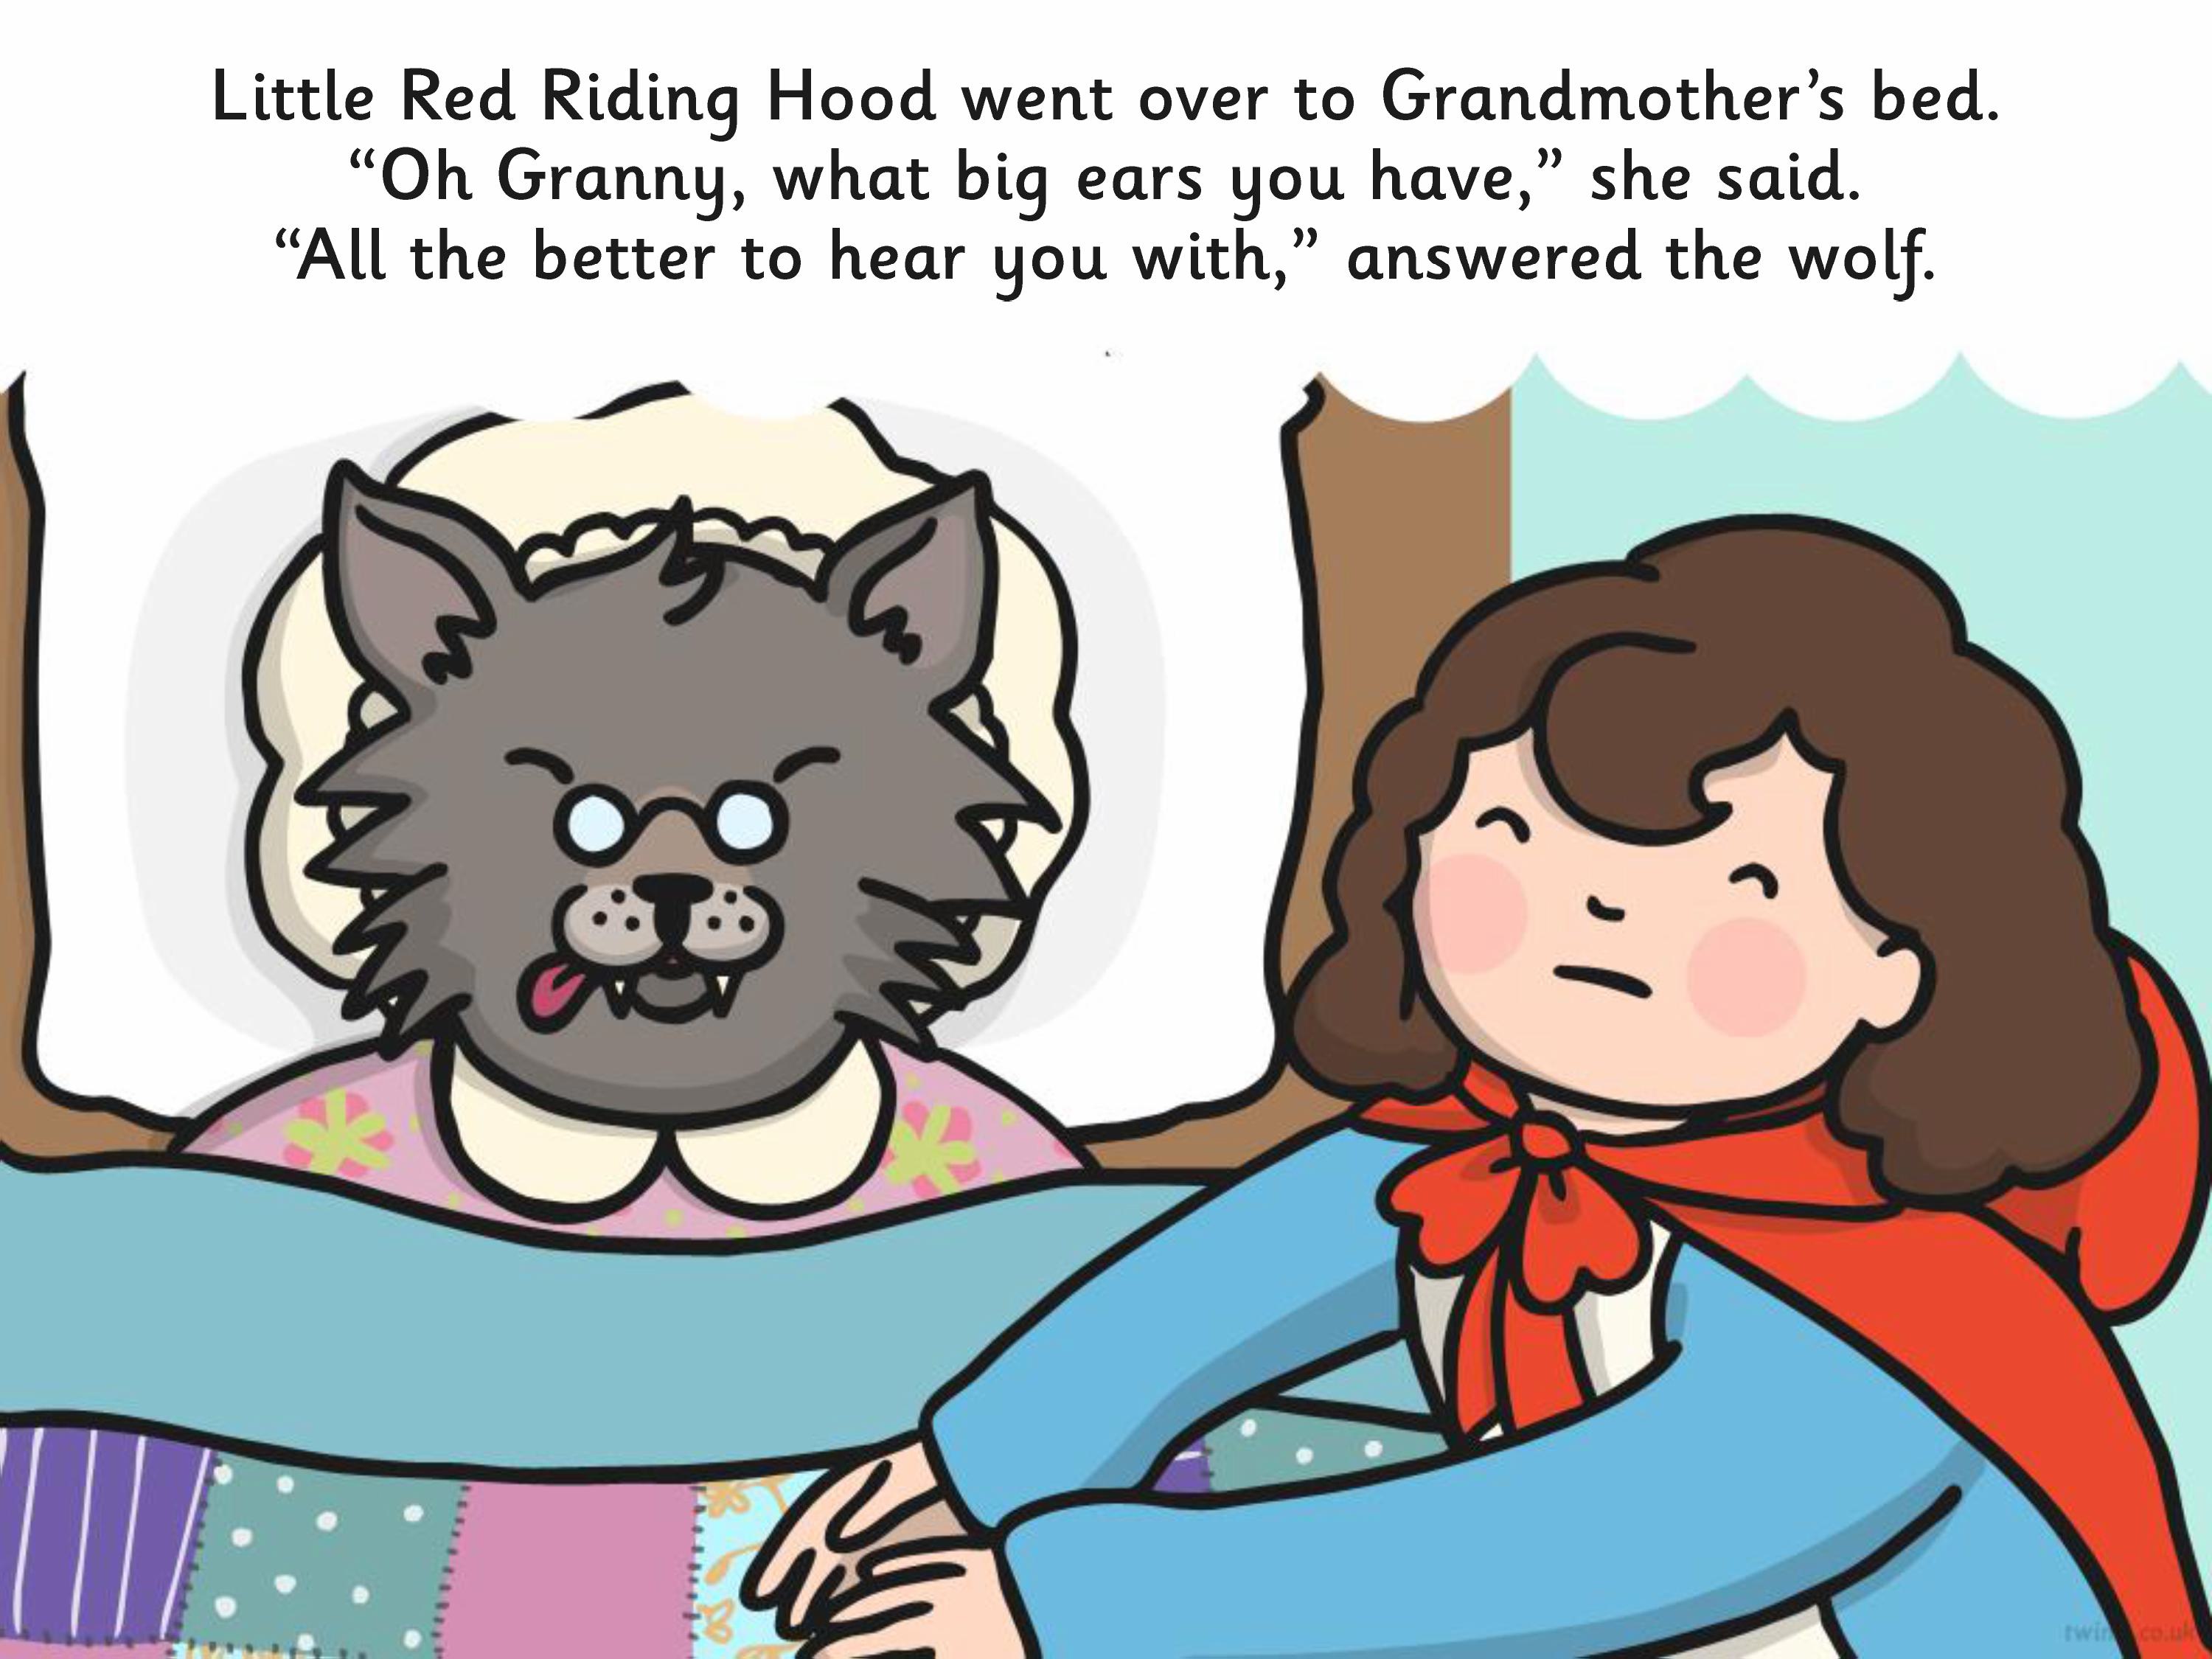 Little Red Riding Hood went over to Grandmother’s bed.
“Oh Granny, what big ears you have,” she said.
“All the better to hear you with,” answered the wolf.